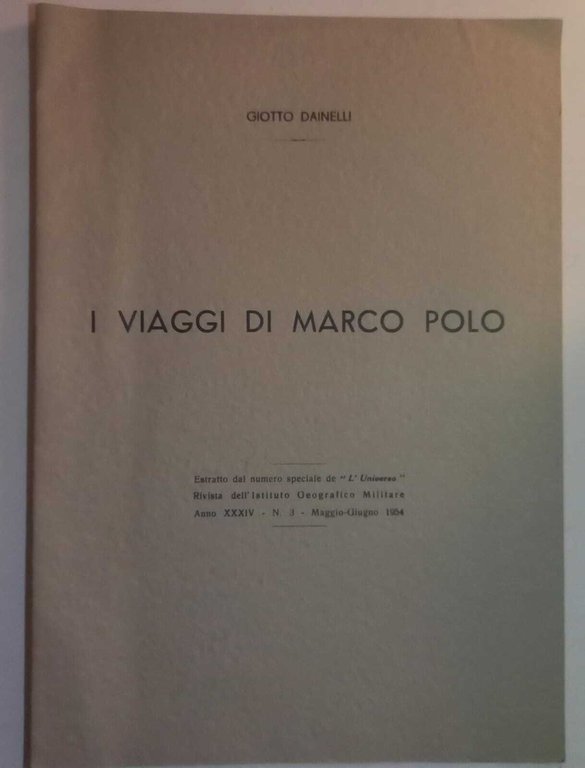 GIOTTO DAINELLI
I VIAGGI DI MARCO POLO
Estratto dal numero speciale de " L' Universo "
Rivista dell'Istituto Geografico Militare
Anno XXXIV - N. 3 - Maggio-Giugno 1954